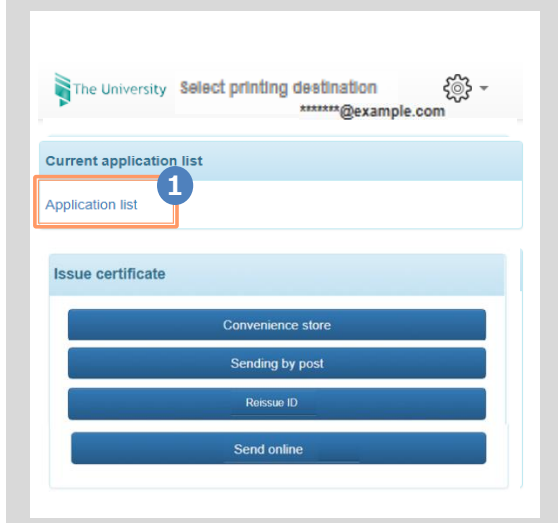 The University Select printing destination
*******@example.com
Current application list
1
Application list
Issue certificate
Convenience store
Sending by post
Reissue ID
Send online